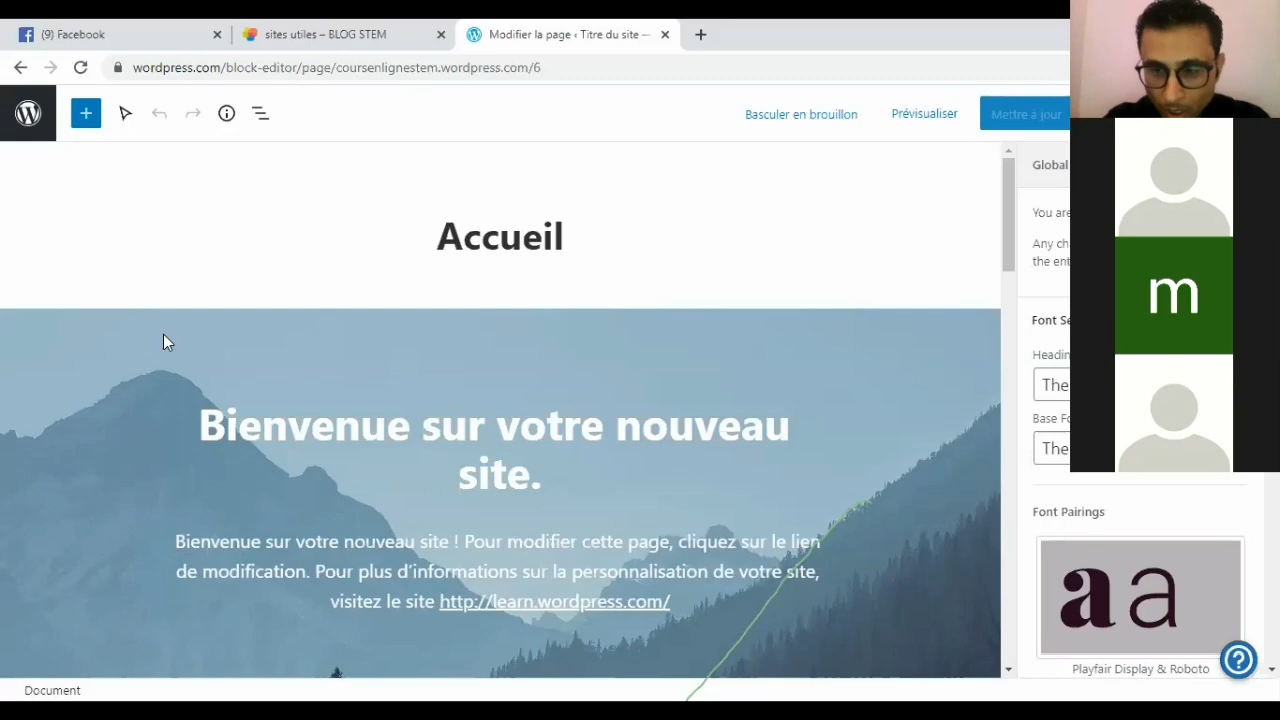 (9) Facebook
sites utiles – BLOG STEM
Modifier la page ‹ Titre du site —
wordpress.com/block-editor/page/coursenlignestem.wordpress.com/6
Basculer en brouillon
Prévisualiser
Mettre à jour
Global
You are
Any ch
the ent
Accueil
Font Se
Headin
The
Base Fo
The
Bienvenue sur votre nouveau
site.
Bienvenue sur votre nouveau site ! Pour modifier cette page, cliquez sur le lien
de modification. Pour plus d'informations sur la personnalisation de votre site,
visitez le site http://learn.wordpress.com/
Font Pairings
a a
Playfair Display & Roboto
Document
m